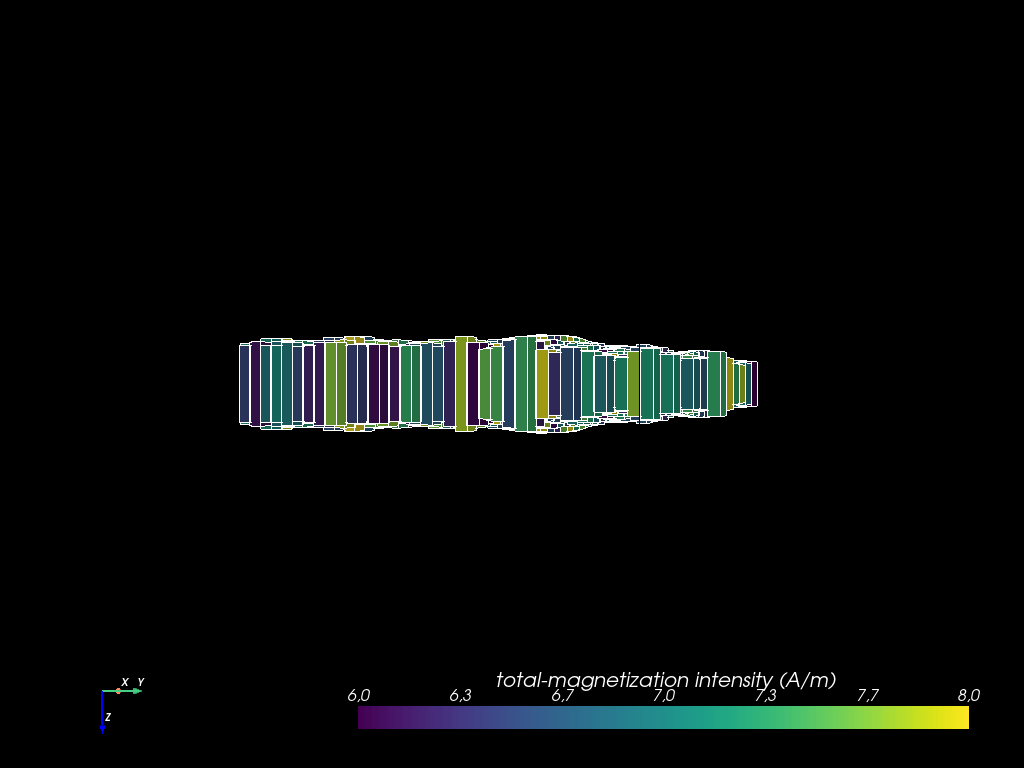 total-magnetization intensity (A/m)
6,0 6,3 6,7 7,0 7,3 7,7 8,0
X Y
Z